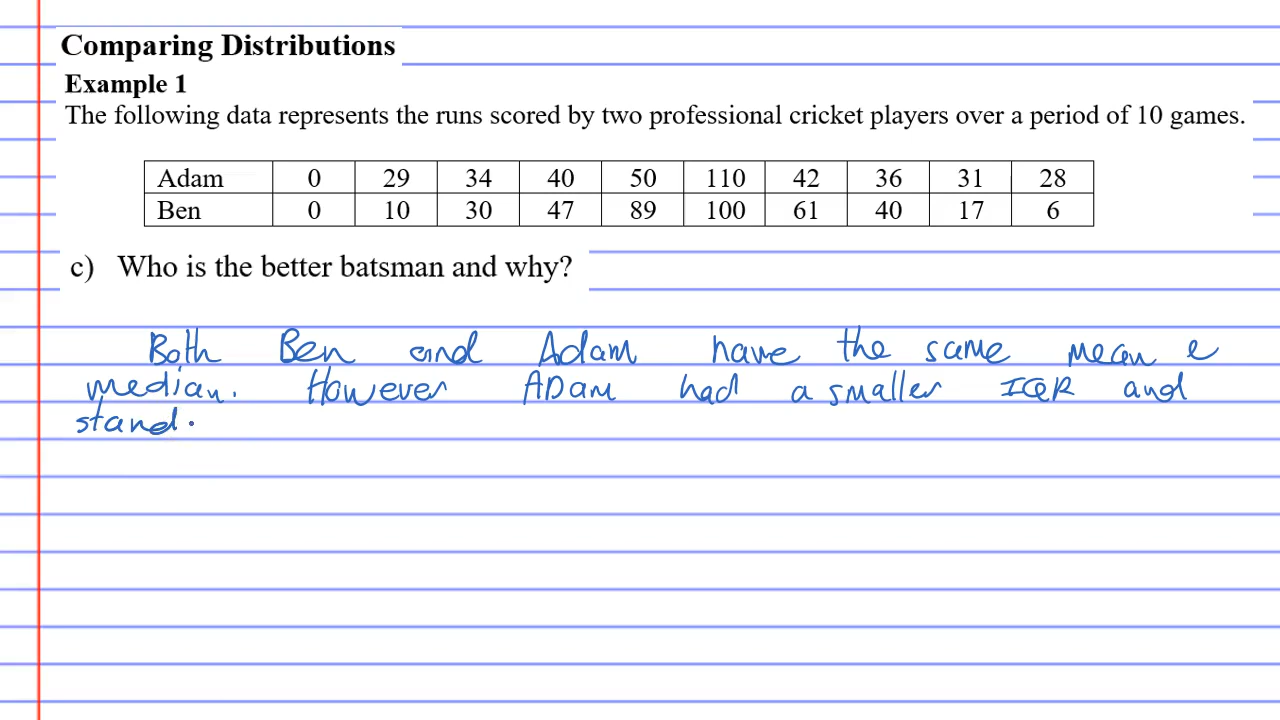 Comparing Distributions
Example 1
The following data represents the runs scored by two professional cricket players over a period of 10 games.
Adam 0 29 34 40 50 110 42 36 31 28
Ben 0 10 30 47 89 100 61 40 17 6
c) Who is the better batsman and why?
Both Ben and Adam have the same mean e
median. However ADam had a smaller IQR and
stand.